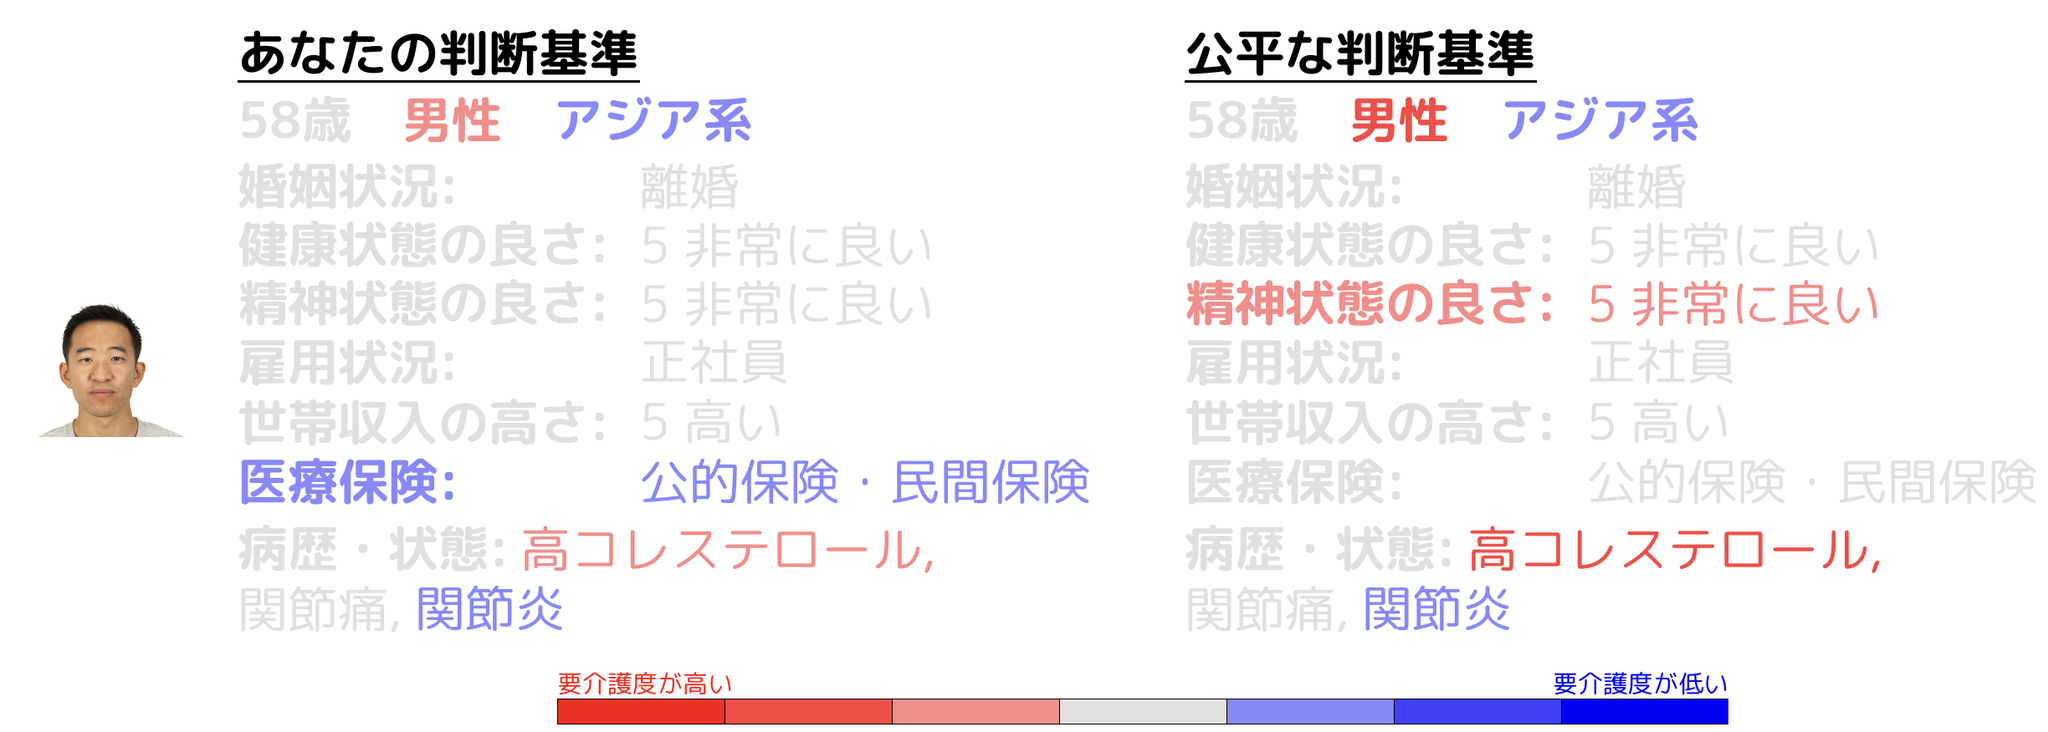 あなたの判断基準
58歳 男性 アジア系
婚姻状況: 離婚
健康状態の良さ: 5 非常に良い
精神状態の良さ: 5 非常に良い
雇用状況: 正社員
世帯収入の高さ: 5 高い
医療保険: 公的保険・民間保険
病歴・状態: 高コレステロール,
関節痛, 関節炎
公平な判断基準
58歳 男性 アジア系
婚姻状況: 離婚
健康状態の良さ: 5 非常に良い
精神状態の良さ: 5 非常に良い
雇用状況: 正社員
世帯収入の高さ: 5 高い
医療保険: 公的保険・民間保険
病歴・状態: 高コレステロール,
関節痛, 関節炎
要介護度が高い
要介護度が低い